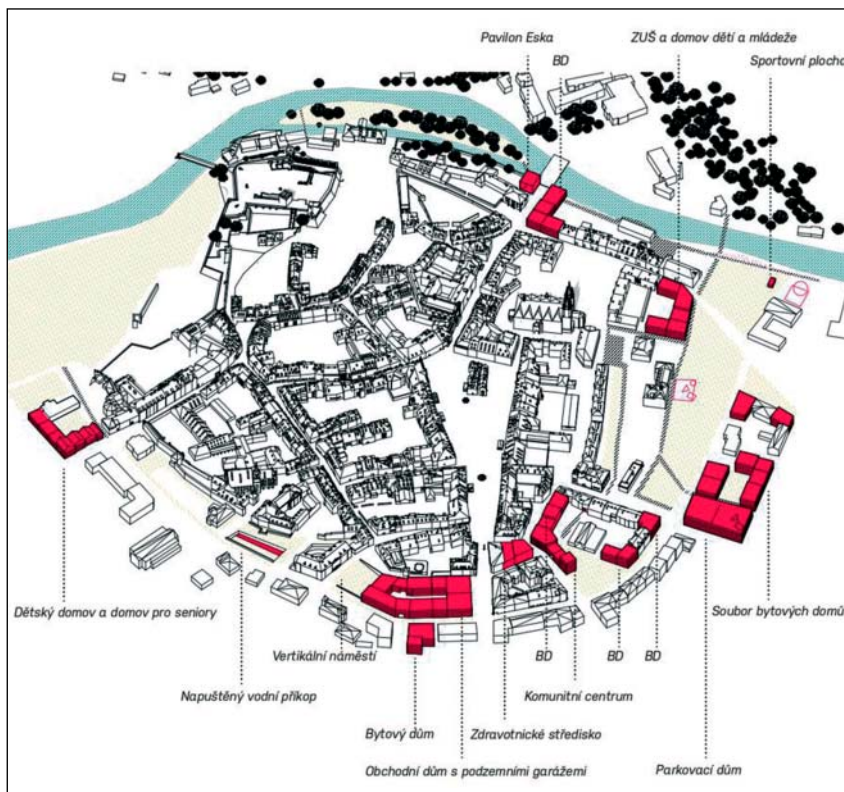 Pavilon Eska
ZUŠ a domov dětí a mládeže
BD
Sportovní plocha
Dětský domov a domov pro seniory
Soubor bytových domů
Vertikální náměstí
BD
BD
BD
Napuštěný vodní příkop
Komunitní centrum
Bytový dům
Zdravotnické středisko
Obchodní dům s podzemními garážemi
Parkovací dům